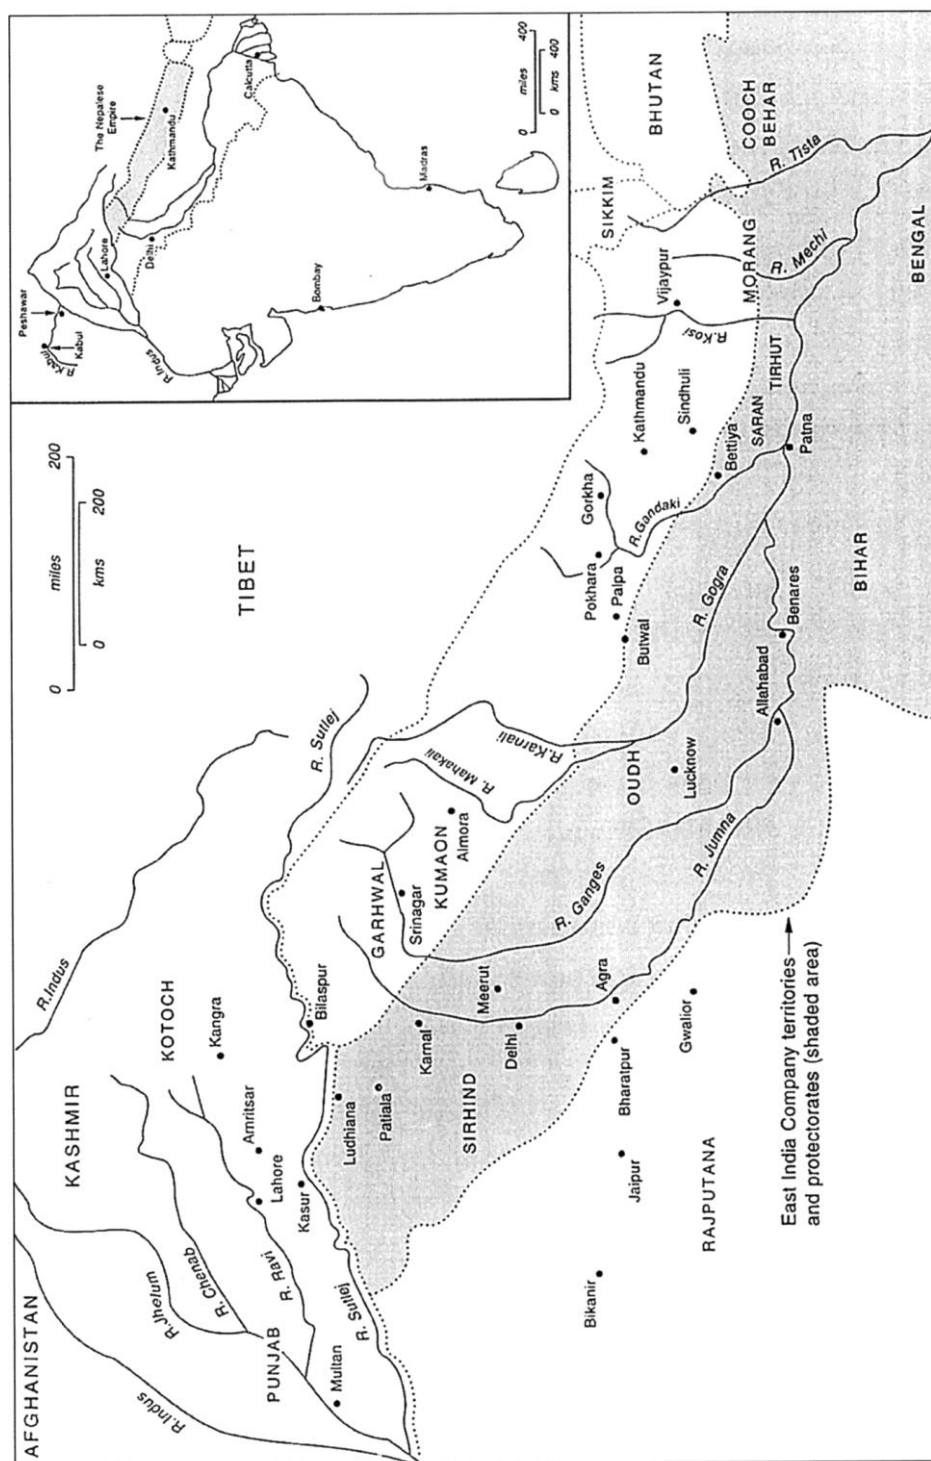 AFGHANISTAN
KASHMIR
R.Indus
TIBET
miles
0
200
kms
0
200
R.Indus
R.Jhelum
R. Chenab
KOTOCH
Kangra
R. Sutlej
PUNJAB
R. Ravi
Amritsar
Lahore
Kasur
Multan
R. Sutlej
Bilaspur
Ludhiana
Patiala
SIRHIND
Karnal
Meerut
Delhi
GARHWAL
Srinagar
KUMAON
Almora
R. Mahakali
R.Karnali
Agra
Bharatpur
Jaipur
Bikanir
Gwalior
RAJPUTANA
R. Ganges
R. Jumna
OUDH
Lucknow
Allahabad
Benares
R. Gogra
Butwal
Palpa
Pokhara
Gorkha
R.Gandaki
Kathmandu
Sindhuli
Bettiya
SARAN
TIRHUT
Patna
BIHAR
R.Kosi
Vijaypur
MORANG
R. Mechi
SIKKIM
BHUTAN
COOCH
BEHAR
R. Tista
BENGAL
East India Company territories
and protectorates (shaded area)
Peshawar
Kabul
R.Kabul
Lahore
Delhi
The Nepalese
Empire
Kathmandu
Calcutta
R.Indus
Bombay
Madras
miles
0
400
kms
0
400